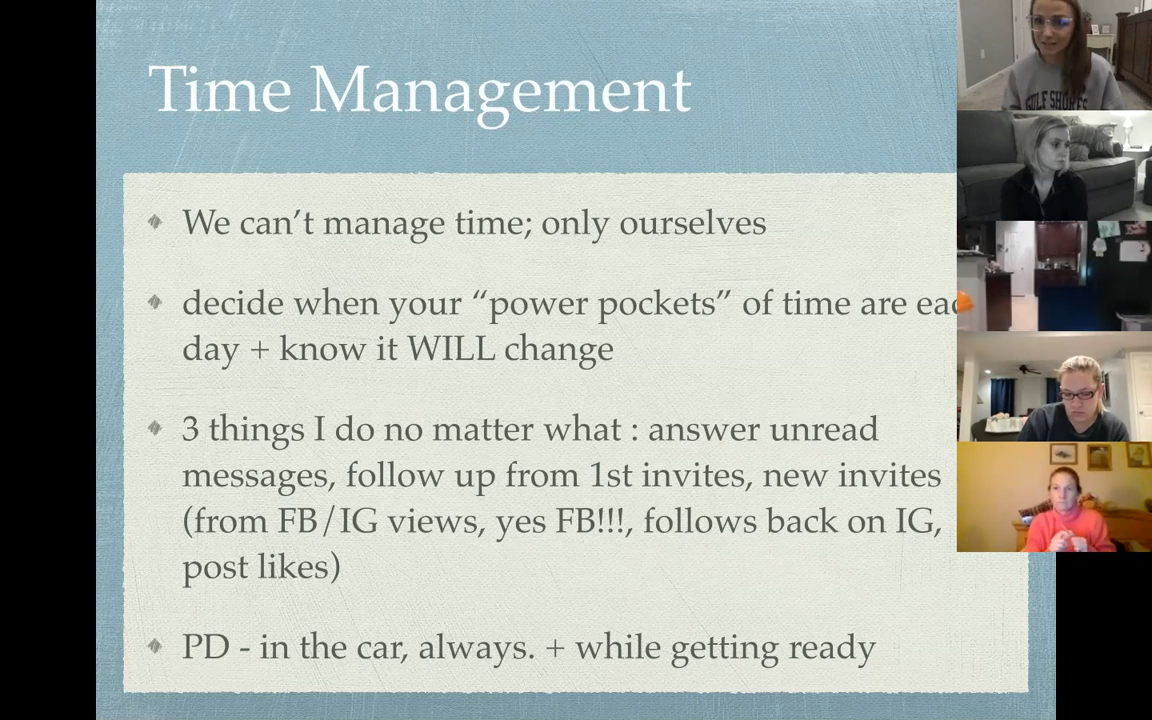 Time Management
We can’t manage time; only ourselves
decide when your “power pockets” of time are
day + know it WILL change
3 things I do no matter what : answer unread
messages, follow up from 1st invites, new invites
(from FB/IG views, yes FB!!!, follows back on IG,
post likes)
PD - in the car, always. + while getting ready
GULF SHORES